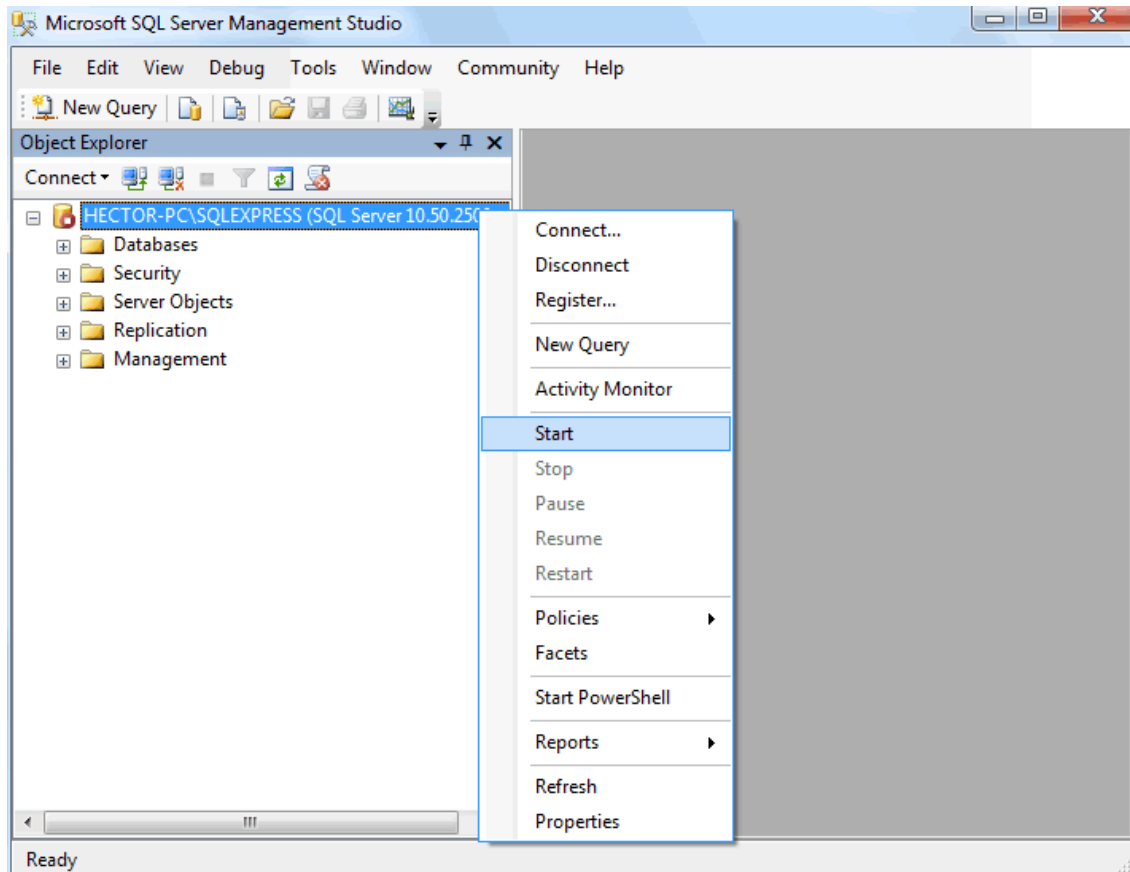 Microsoft SQL Server Management Studio
File Edit View Debug Tools Window Community Help
New Query
Object Explorer
Connect
HECTOR-PC\SQLEXPRESS (SQL Server 10.50.250
Databases
Security
Server Objects
Replication
Management
Connect...
Disconnect
Register...
New Query
Activity Monitor
Start
Stop
Pause
Resume
Restart
Policies
Facets
Start PowerShell
Reports
Refresh
Properties
Ready